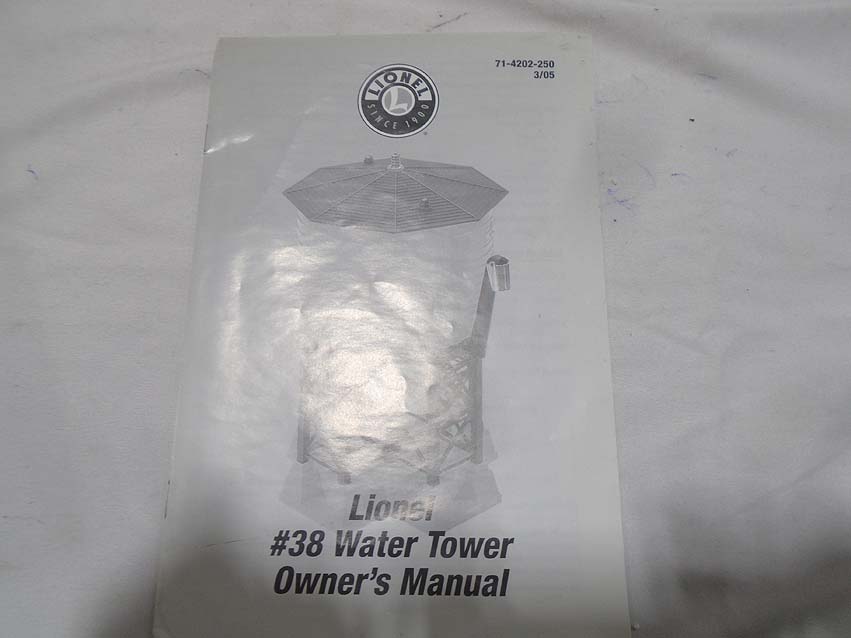 71-4202-250
3/05
LIONEL
L
SINCE 1900
®
Lionel
#38 Water Tower
Owner's Manual